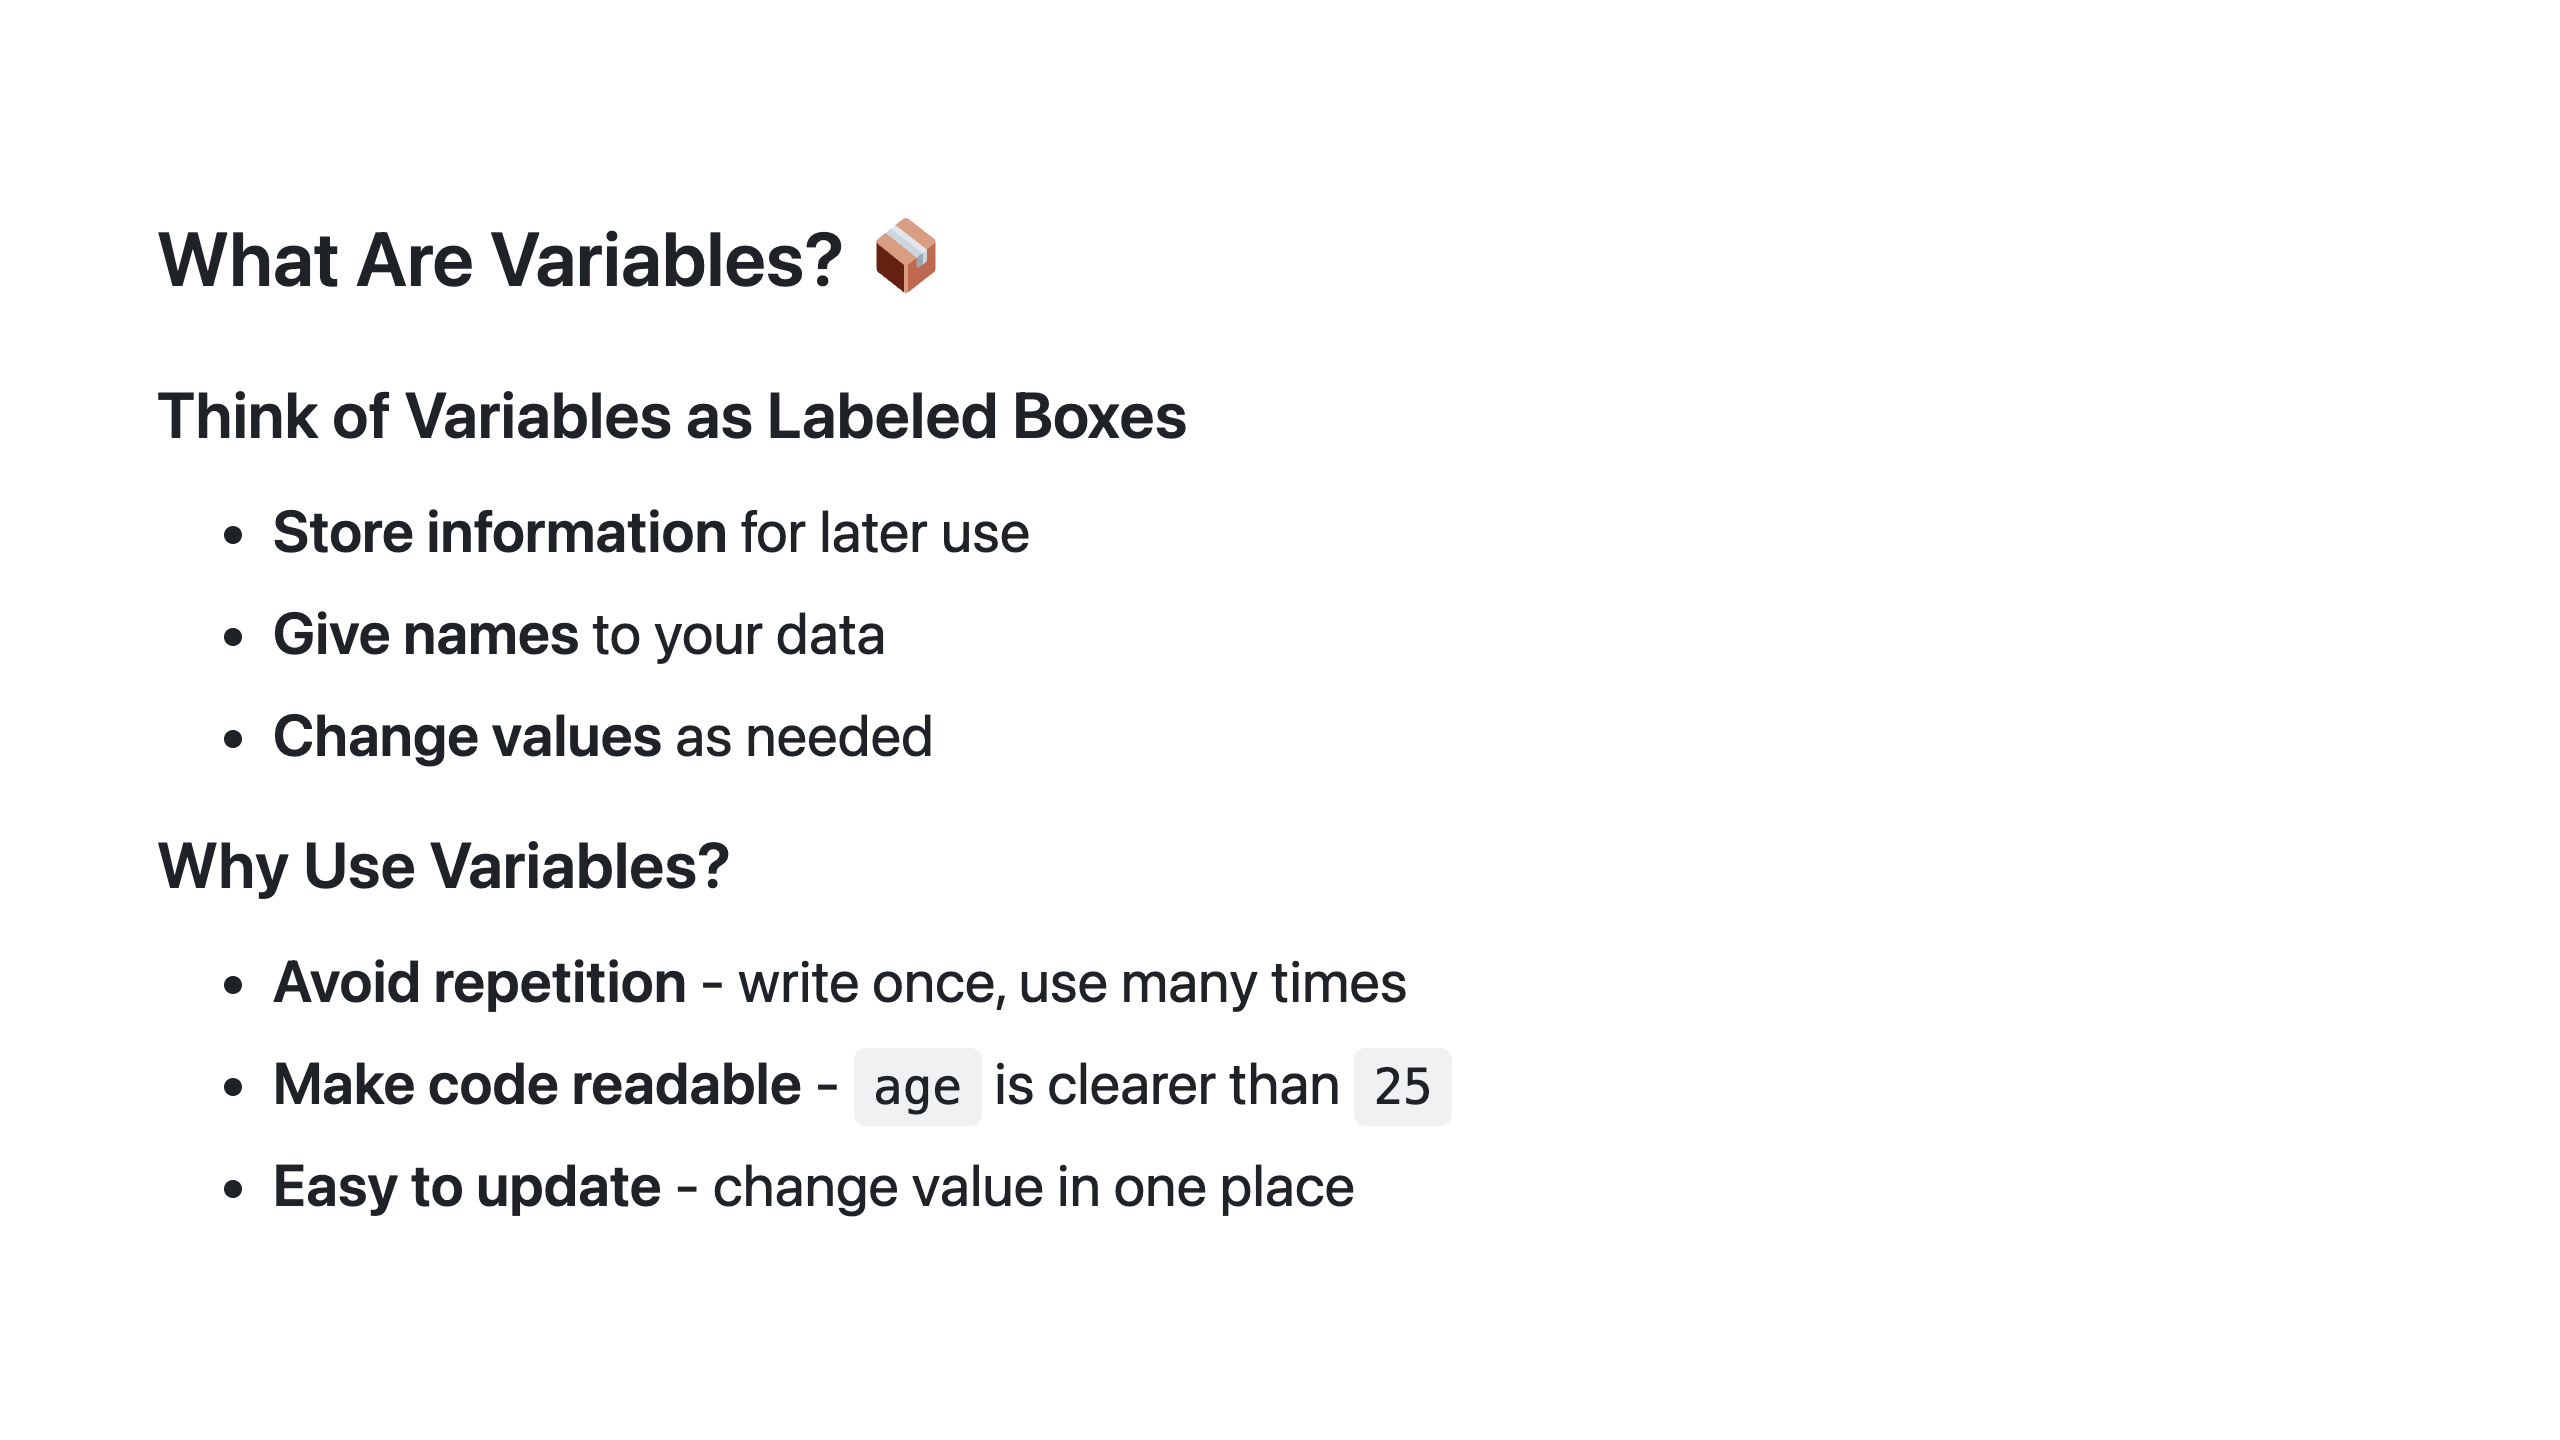 What Are Variables? 📦
Think of Variables as Labeled Boxes
• Store information for later use
• Give names to your data
• Change values as needed
Why Use Variables?
• Avoid repetition - write once, use many times
• Make code readable - age is clearer than 25
• Easy to update - change value in one place